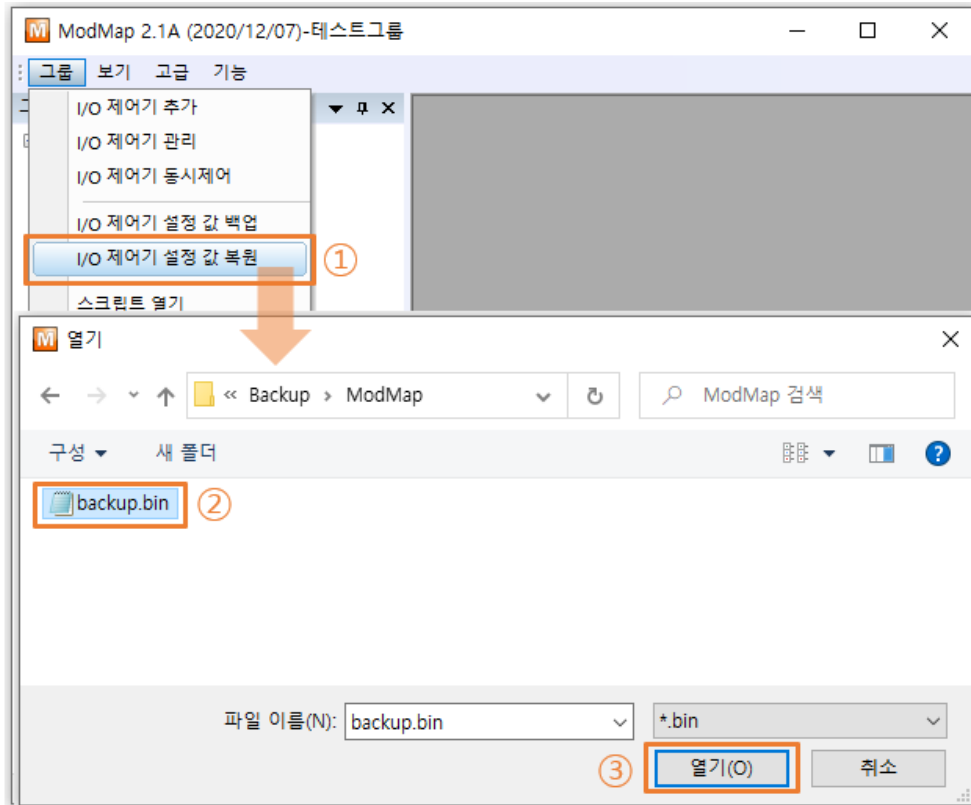 ModMap 2.1A (2020/12/07)-테스트그룹
그룹 보기 고급 기능
I/O 제어기 추가
I/O 제어기 관리
I/O 제어기 동시제어
I/O 제어기 설정 값 백업
I/O 제어기 설정 값 복원 ①
스크립트 열기
열기
« Backup › ModMap ModMap 검색
구성 새 폴더
backup.bin ②
파일 이름(N): backup.bin *.bin
③ 열기(O) 취소